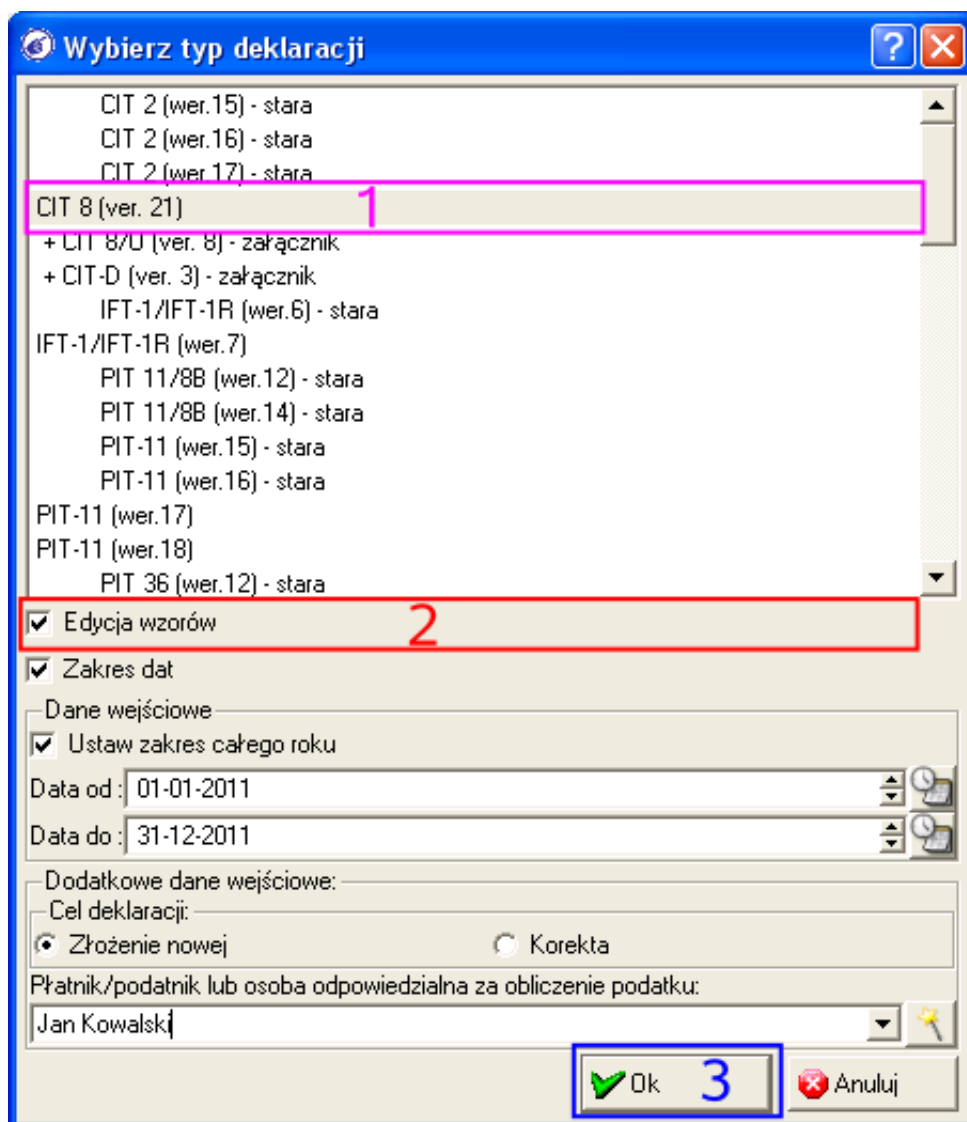 Wybierz typ deklaracji
CIT 2 (wer.15) - stara
CIT 2 (wer.16) - stara
CIT 2 (wer.17) - stara
CIT 8 (ver. 21) 1
+ CIT 8/O (ver. 8) - załącznik
+ CIT-D (ver. 3) - załącznik
IFT-1/IFT-1R (wer.6) - stara
IFT-1/IFT-1R (wer.7)
PIT 11/8B (wer.12) - stara
PIT 11/8B (wer.14) - stara
PIT-11 (wer.15) - stara
PIT-11 (wer.16) - stara
PIT-11 (wer.17)
PIT-11 (wer.18)
PIT 36 (wer.12) - stara
Edycja wzorów 2
Zakres dat
Dane wejściowe
Ustaw zakres całego roku
Data od : 01-01-2011
Data do : 31-12-2011
Dodatkowe dane wejściowe:
Cel deklaracji:
Złożenie nowej Korekta
Płatnik/podatnik lub osoba odpowiedzialna za obliczenie podatku:
Jan Kowalski
Ok 3 Anuluj